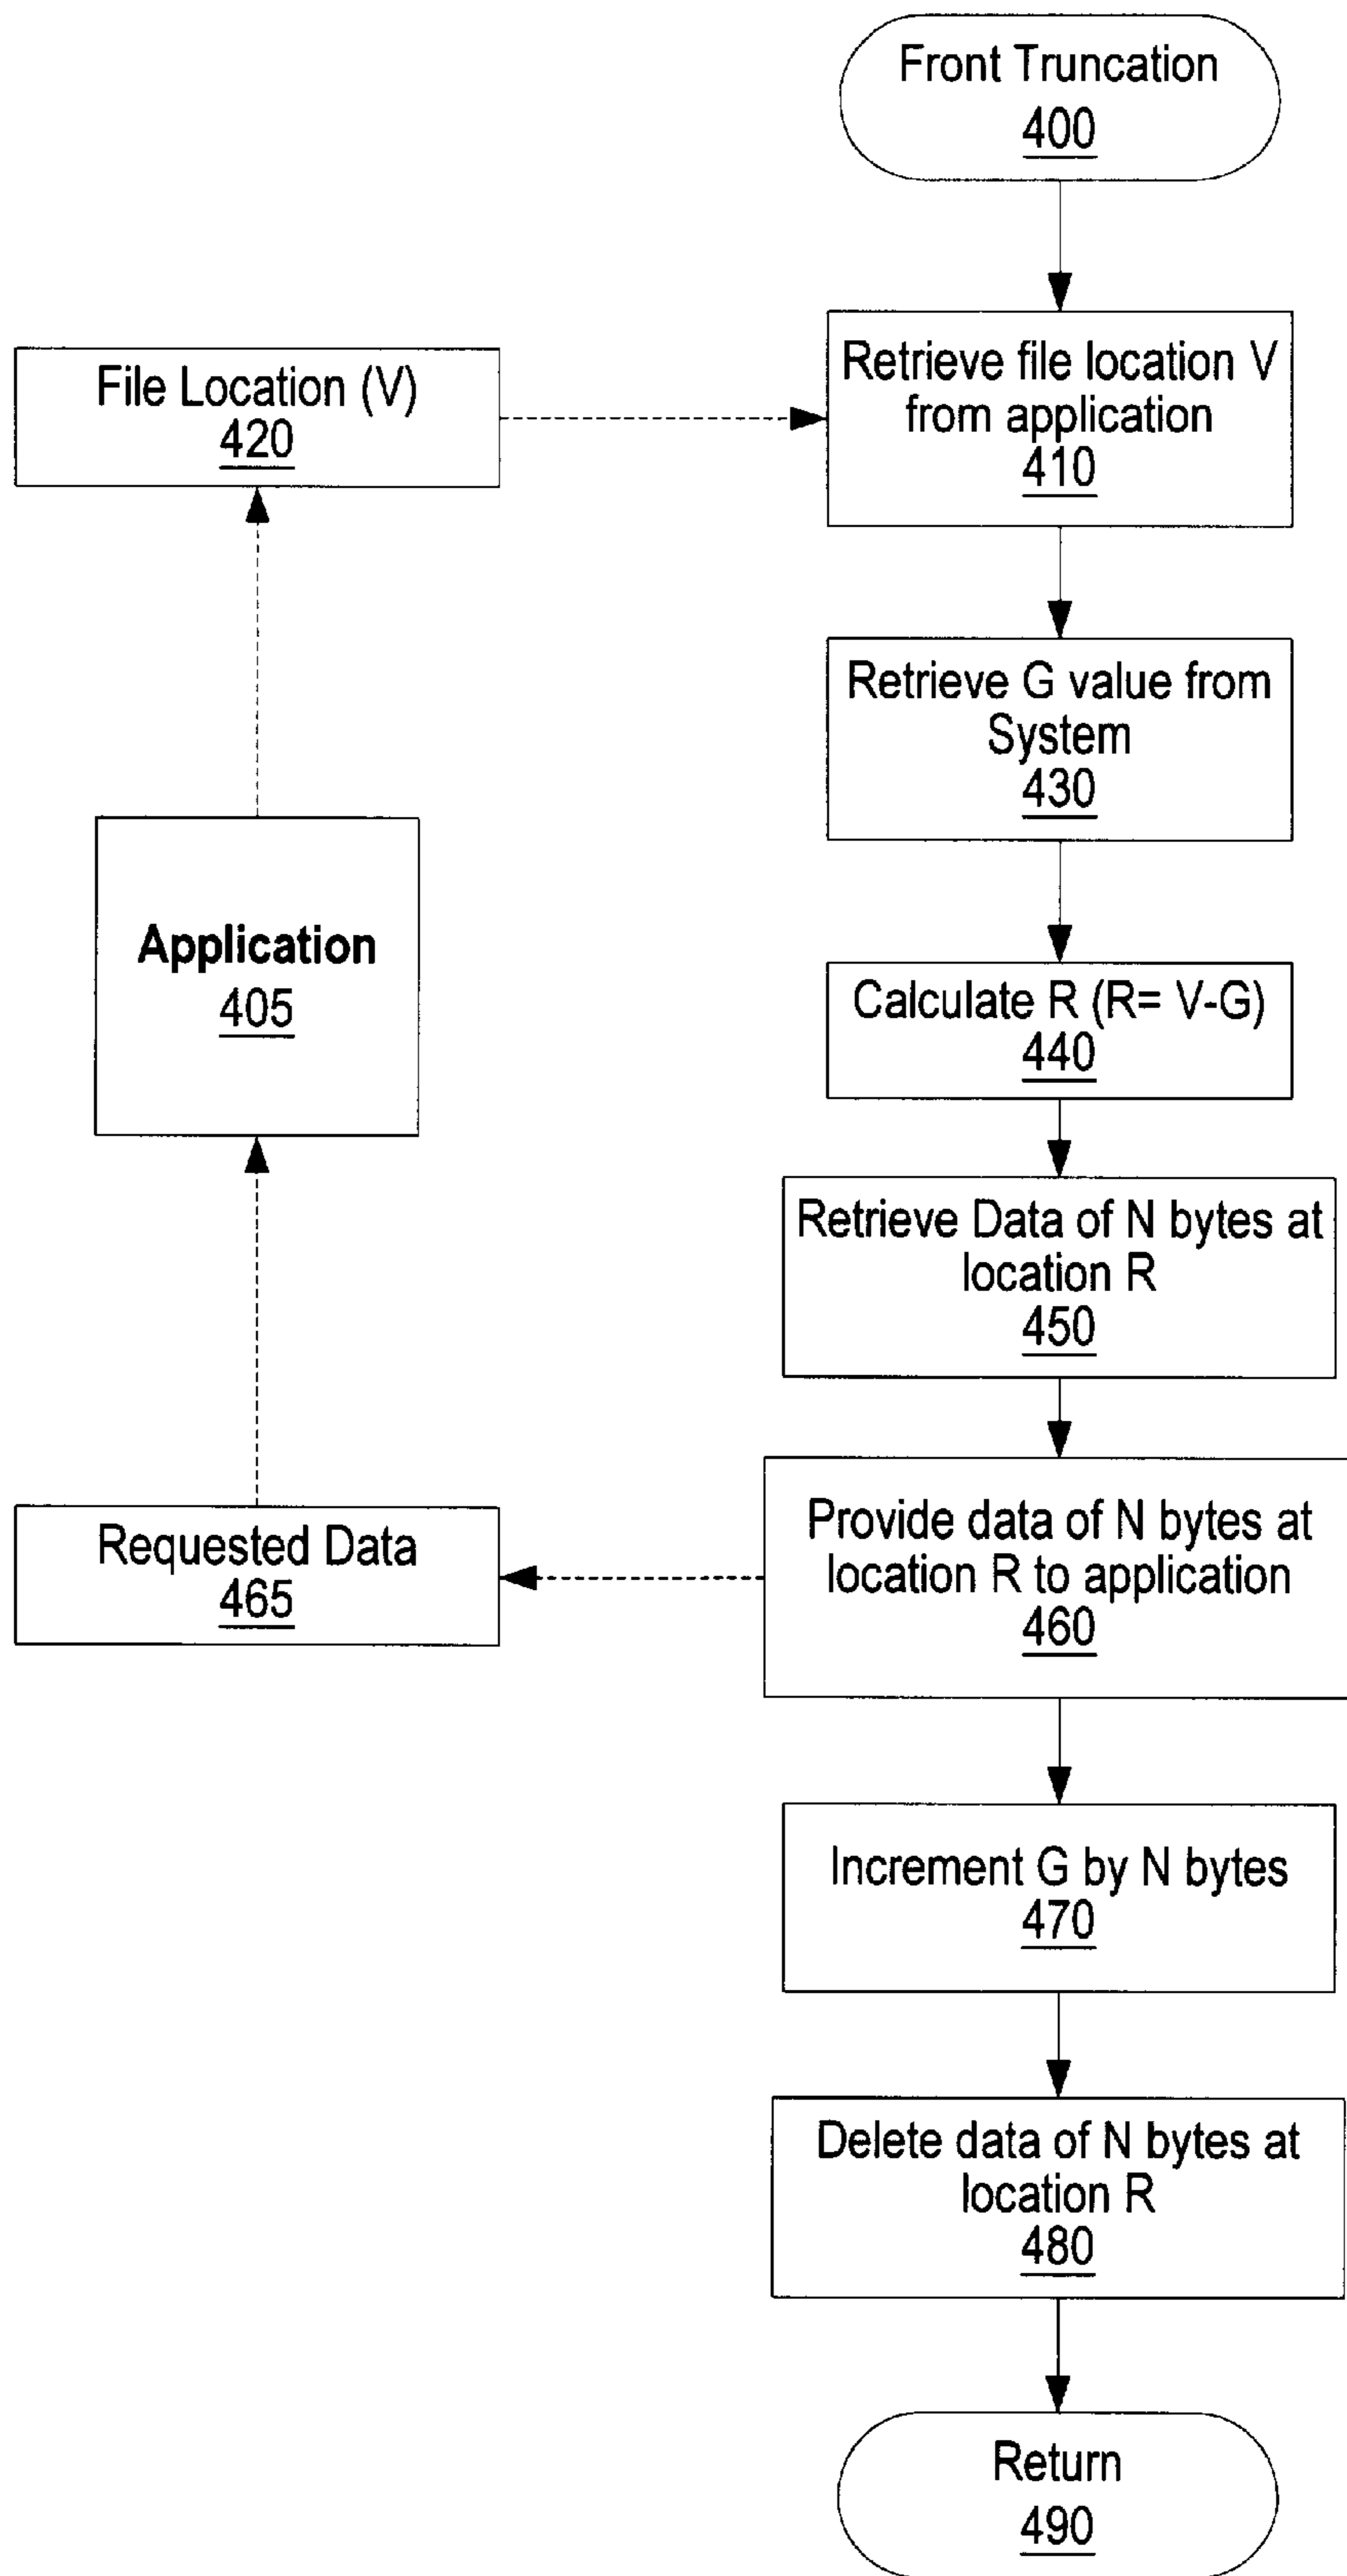 Front Truncation
400
Retrieve file location V
from application
410
File Location (V)
420
Retrieve G value from
System
430
Application
405
Calculate R (R= V-G)
440
Retrieve Data of N bytes at
location R
450
Provide data of N bytes at
location R to application
460
Requested Data
465
Increment G by N bytes
470
Delete data of N bytes at
location R
480
Return
490